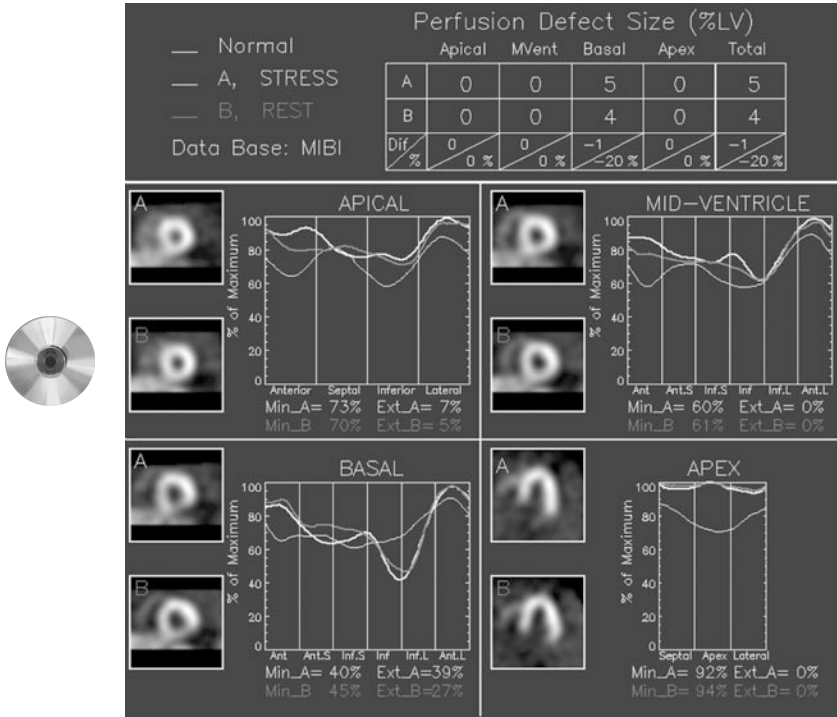 Perfusion Defect Size (%LV)
Normal
A, STRESS
B, REST
Data Base: MIBI
Apical MVent Basal Apex Total
A 0 0 5 0 5
B 0 0 4 0 4
Dif. 0 0 -1 0 -1
% 0 % 0 % -20 % 0 % -20 %
A
B
APICAL
% of Maximum
100
80
60
40
20
0
Anterior Septal Inferior Lateral
Min_A= 73% Ext_A= 7%
Min_B 70% Ext_B= 5%
A
B
MID-VENTRICLE
% of Maximum
100
80
60
40
20
0
Ant Ant.S Inf.S Inf Inf.L Ant.L
Min_A= 60% Ext_A= 0%
Min_B 61% Ext_B= 0%
A
B
BASAL
% of Maximum
100
80
60
40
20
0
Ant Ant.S Inf.S Inf Inf.L Ant.L
Min_A= 40% Ext_A=39%
Min_B 45% Ext_B=27%
A
B
APEX
% of Maximum
100
80
60
40
20
0
Septal Apex Lateral
Min_A= 92% Ext_A= 0%
Min_B= 94% Ext_B= 0%